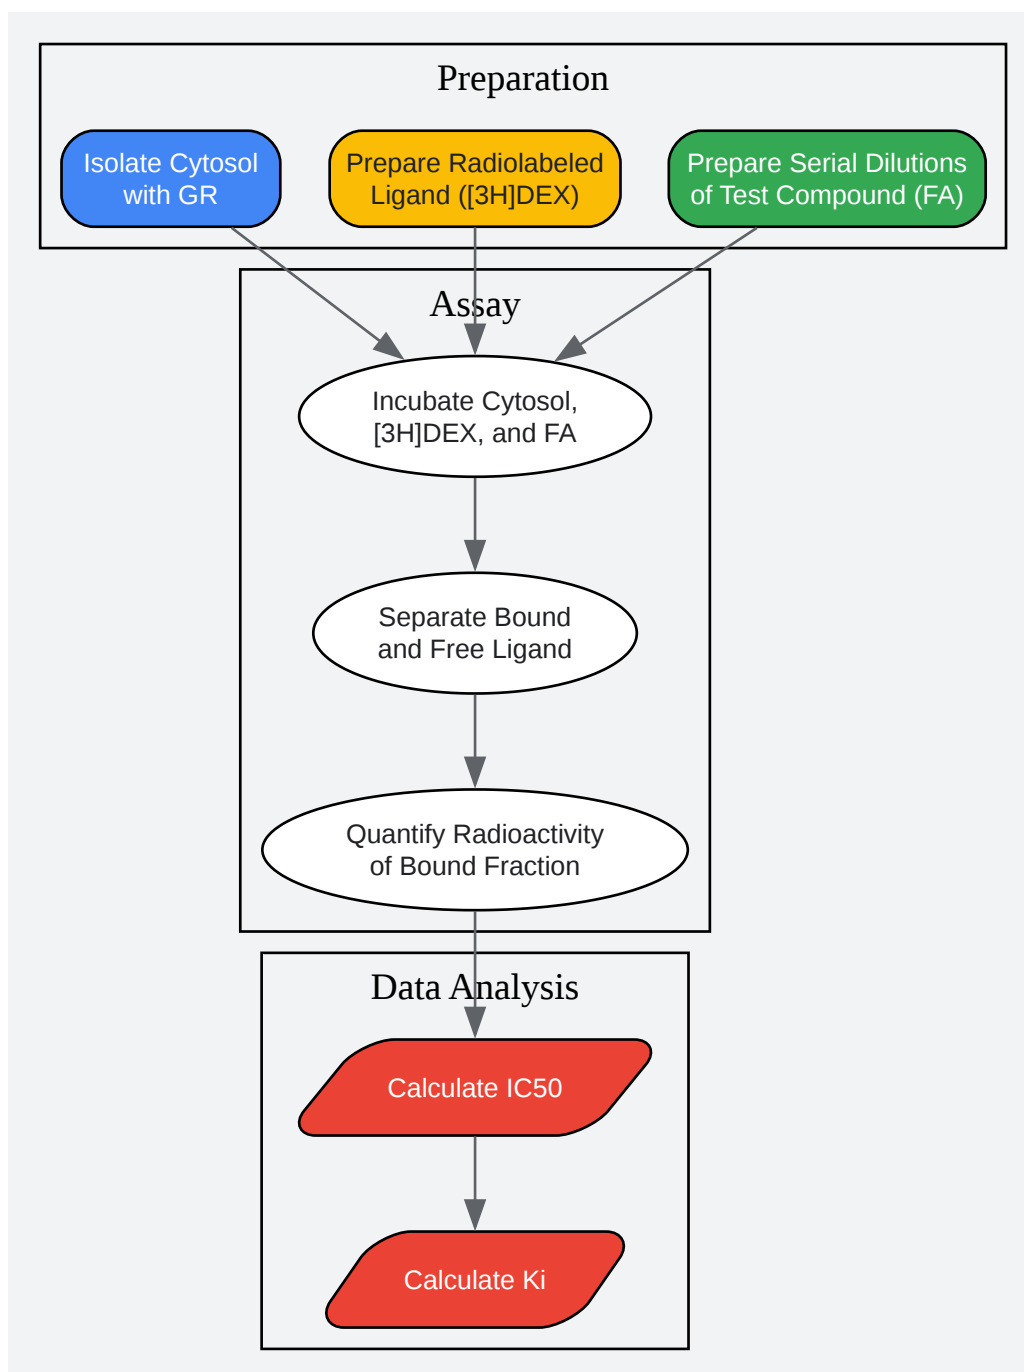 Preparation
Isolate Cytosol
with GR
Prepare Radiolabeled
Ligand ([3H]DEX)
Prepare Serial Dilutions
of Test Compound (FA)
Assay
Incubate Cytosol,
[3H]DEX, and FA
Separate Bound
and Free Ligand
Quantify Radioactivity
of Bound Fraction
Data Analysis
Calculate IC50
Calculate Ki